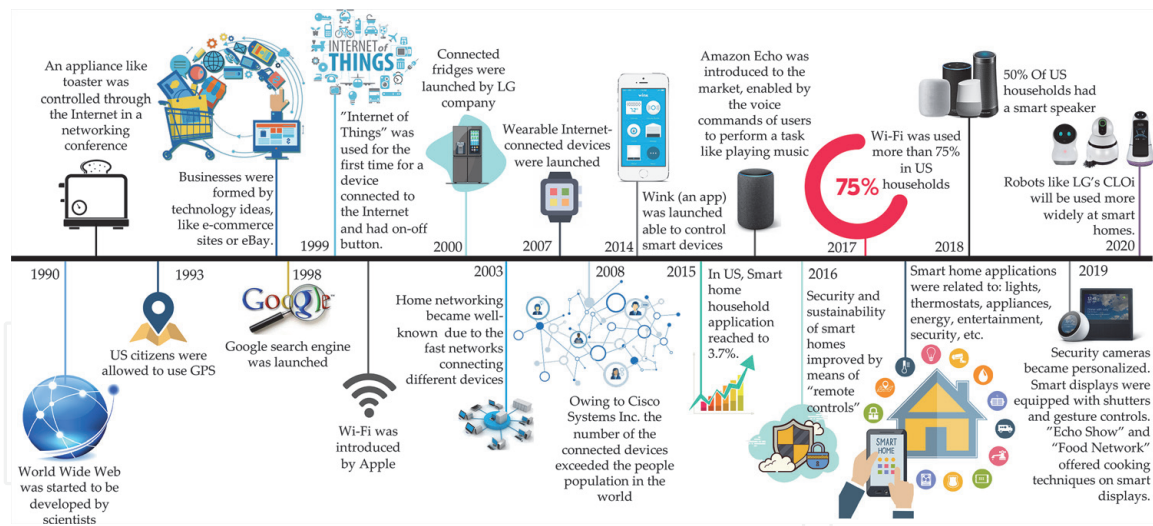 An appliance like
toaster was
controlled through
the Internet in a
networking
conference
Businesses were
formed by
technology ideas,
like e-commerce
sites or eBay.
INTERNET of
THINGS
"Internet of
Things" was
used for the
first time for a
device
connected to
the Internet
and had on-off
button.
1999
Connected
fridges were
launched by LG
company
2000
Wearable Internet-
connected devices
were launched
2007
wink
Wink (an app)
was launched
able to control
smart devices
2014
Amazon Echo was
introduced to the
market, enabled by
the voice
commands of users
to perform a task
like playing music
75%
Wi-Fi was used
more than 75%
in US
households
2017
50% Of US
households had
a smart speaker
2018
Robots like LG's CLOi
will be used more
widely at smart
homes.
2020
1990
World Wide Web
was started to be
developed by
scientists
1993
US citizens were
allowed to use GPS
1998
Google
Google search engine
was launched
Wi-Fi was
introduced
by Apple
2003
Home networking
became well-
known due to the
fast networks
connecting
different devices
2008
Owing to Cisco
Systems Inc. the
number of the
connected devices
exceeded the people
population in the
world
2015
In US, Smart
home
household
application
reached to
3.7%.
2016
Security and
sustainability
of smart
homes
improved by
means of
"remote
controls"
Smart home applications
were related to: lights,
thermostats, appliances,
energy, entertainment,
security, etc.
SMART
HOME
2019
Security cameras
became personalized.
Smart displays were
equipped with shutters
and gesture controls.
"Echo Show" and
"Food Network"
offered cooking
techniques on smart
displays.